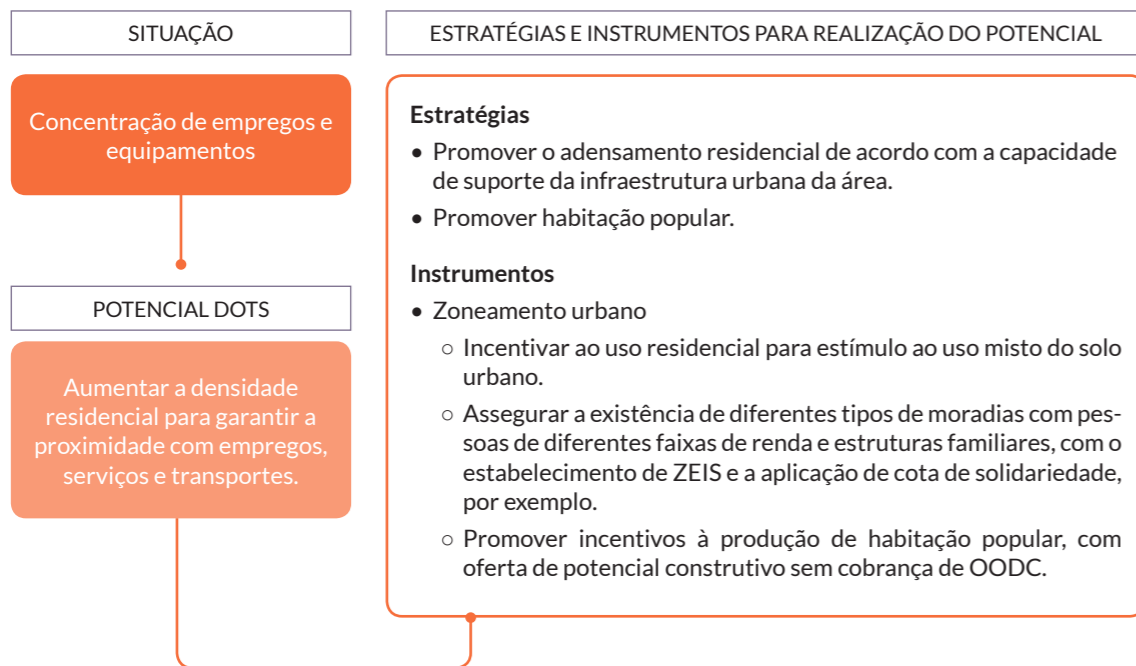 SITUAÇÃO
Concentração de empregos e
equipamentos
POTENCIAL DOTS
Aumentar a densidade
residencial para garantir a
proximidade com empregos,
serviços e transportes.
ESTRATÉGIAS E INSTRUMENTOS PARA REALIZAÇÃO DO POTENCIAL
Estratégias
• Promover o adensamento residencial de acordo com a capacidade
de suporte da infraestrutura urbana da área.
• Promover habitação popular.
Instrumentos
• Zoneamento urbano
○ Incentivar ao uso residencial para estímulo ao uso misto do solo
urbano.
○ Assegurar a existência de diferentes tipos de moradias com pes-
soas de diferentes faixas de renda e estruturas familiares, com o
estabelecimento de ZEIS e a aplicação de cota de solidariedade,
por exemplo.
○ Promover incentivos à produção de habitação popular, com
oferta de potencial construtivo sem cobrança de OODC.